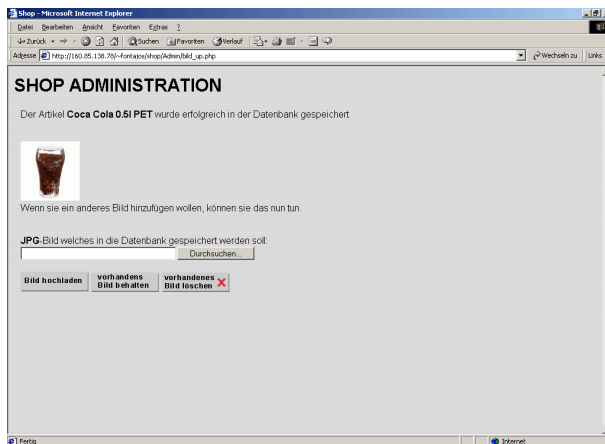 Shop - Microsoft Internet Explorer
Datei Bearbeiten Ansicht Favoriten Extras ?
Zurück Suchen Favoriten Verlauf
Adresse http://160.85.138.78/~fontajos/shop/Admin/bild_up.php Wechseln zu Links
SHOP ADMINISTRATION
Der Artikel Coca Cola 0.5l PET wurde erfolgreich in der Datenbank gespeichert
Wenn sie ein anderes Bild hinzufügen wollen, können sie das nun tun.
JPG-Bild welches in die Datenbank gespeichert werden soll:
Durchsuchen...
Bild hochladen vorhandens Bild behalten vorhandenes Bild löschen
Fertig Internet